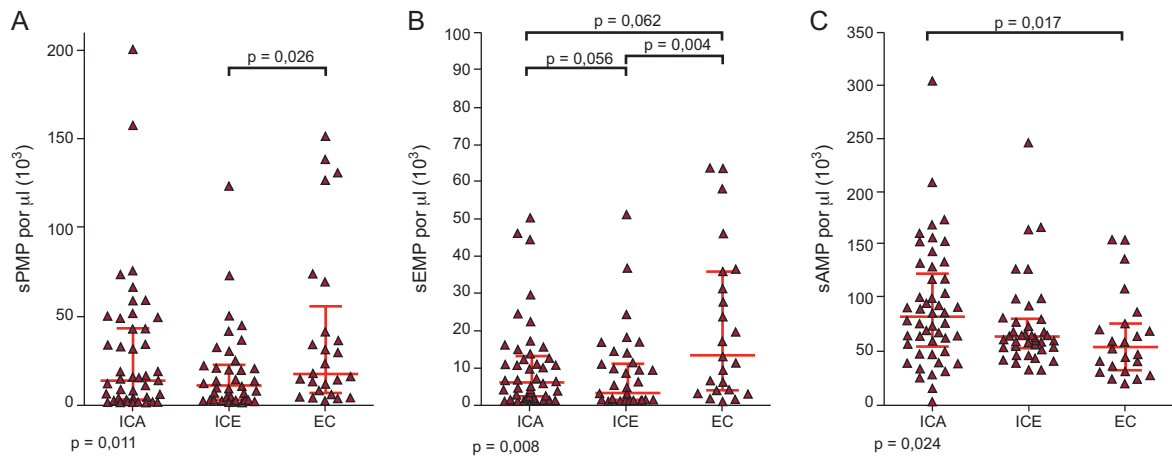 A
sPMP por µl (10³)
200
150
100
50
0
p = 0,026
ICA
ICE
EC
p = 0,011
B
sEMP por µl (10³)
100
90
80
70
60
50
40
30
20
10
0
p = 0,062
p = 0,056
p = 0,004
ICA
ICE
EC
p = 0,008
C
sAMP por µl (10³)
350
300
250
200
150
100
50
0
p = 0,017
ICA
ICE
EC
p = 0,024